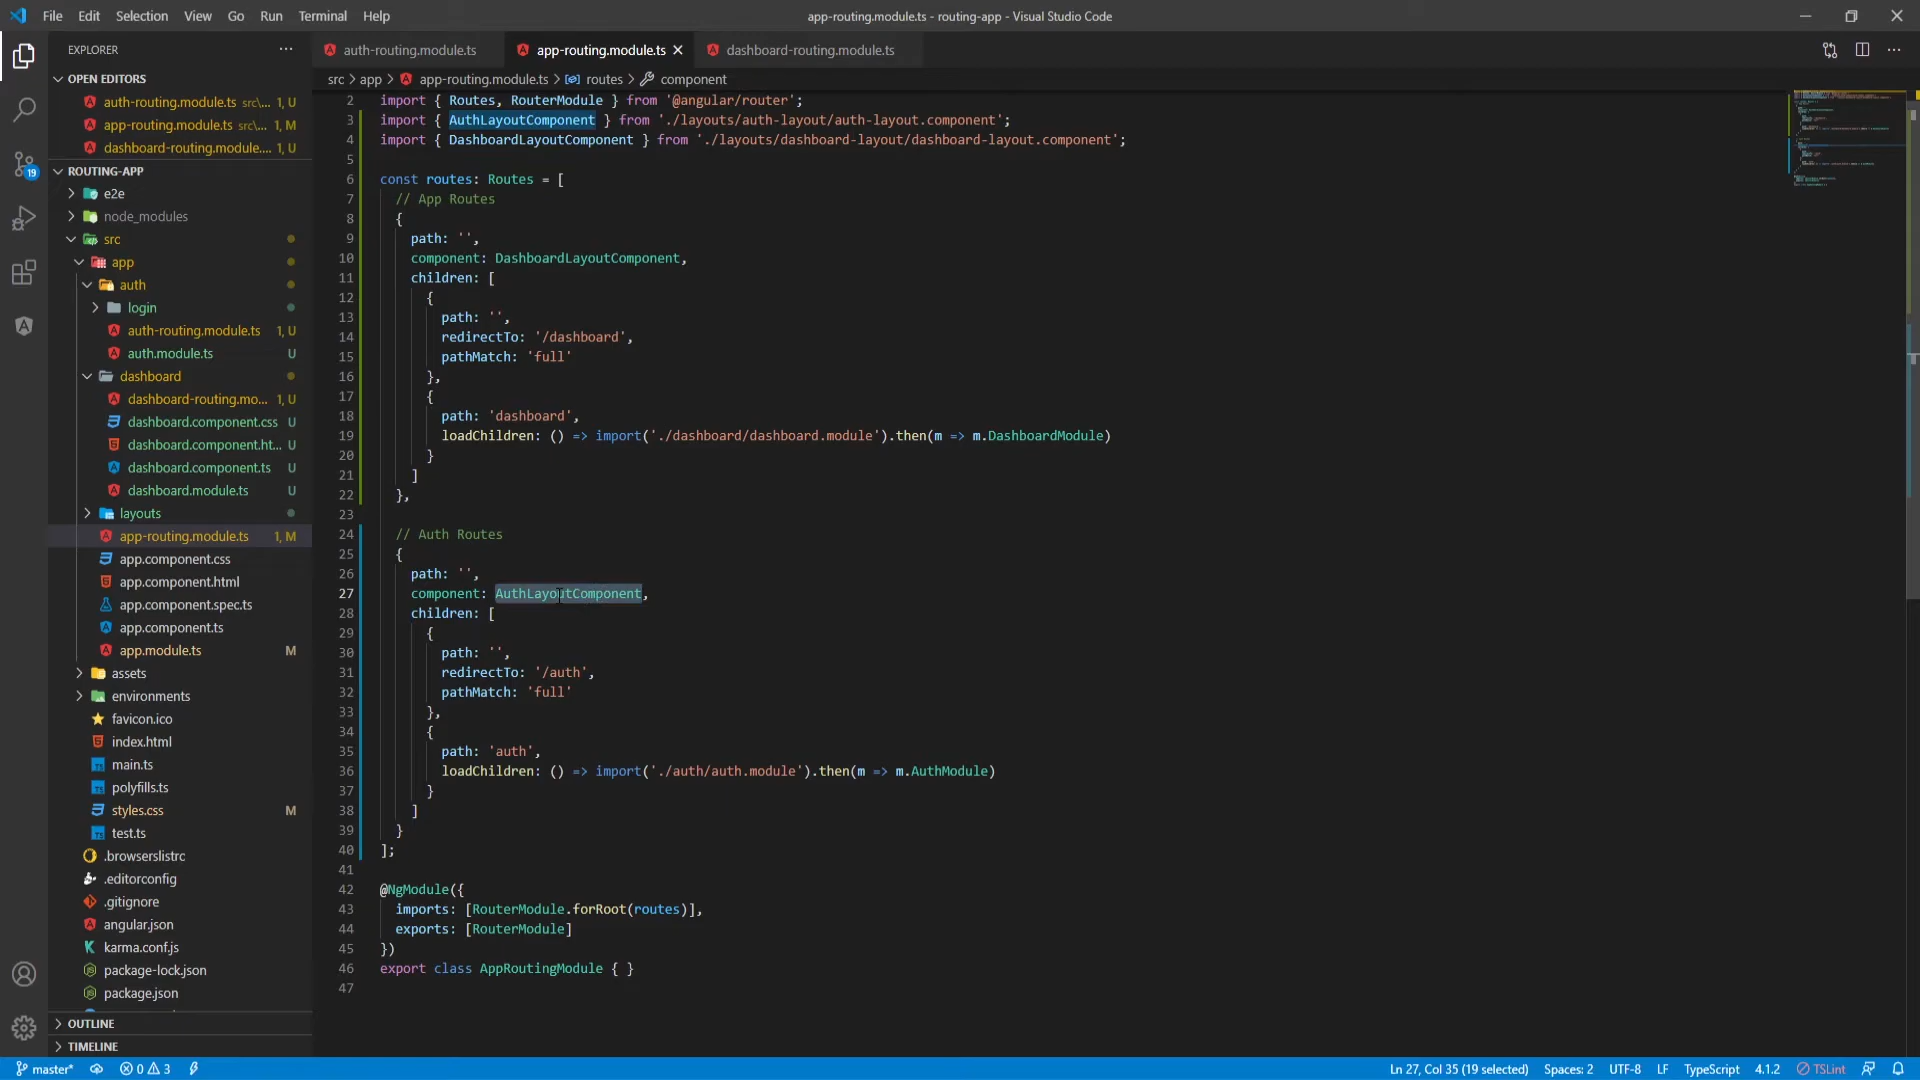 File Edit Selection View Go Run Terminal Help
app-routing.module.ts - routing-app - Visual Studio Code
EXPLORER
auth-routing.module.ts
app-routing.module.ts
dashboard-routing.module.ts
OPEN EDITORS
auth-routing.module.ts src\... 1, U
app-routing.module.ts src\... 1, M
dashboard-routing.module.... 1, U
ROUTING-APP
e2e
node_modules
src
app
auth
login
auth-routing.module.ts 1, U
auth.module.ts U
dashboard
dashboard-routing.mo... 1, U
dashboard.component.css U
dashboard.component.ht... U
dashboard.component.ts U
dashboard.module.ts U
layouts
app-routing.module.ts 1, M
app.component.css
app.component.html
app.component.spec.ts
app.component.ts
app.module.ts M
assets
environments
favicon.ico
index.html
main.ts
polyfills.ts
styles.css M
test.ts
.browserslistrc
.editorconfig
.gitignore
angular.json
karma.conf.js
package-lock.json
package.json
OUTLINE
TIMELINE
19
src > app > app-routing.module.ts > routes > component
2 import { Routes, RouterModule } from '@angular/router';
3 import { AuthLayoutComponent } from './layouts/auth-layout/auth-layout.component';
4 import { DashboardLayoutComponent } from './layouts/dashboard-layout/dashboard-layout.component';
5
6 const routes: Routes = [
7 // App Routes
8 {
9 path: '',
10 component: DashboardLayoutComponent,
11 children: [
12 {
13 path: '',
14 redirectTo: '/dashboard',
15 pathMatch: 'full'
16 },
17 {
18 path: 'dashboard',
19 loadChildren: () => import('./dashboard/dashboard.module').then(m => m.DashboardModule)
20 }
21 ]
22 },
23
24 // Auth Routes
25 {
26 path: '',
27 component: AuthLayoutComponent,
28 children: [
29 {
30 path: '',
31 redirectTo: '/auth',
32 pathMatch: 'full'
33 },
34 {
35 path: 'auth',
36 loadChildren: () => import('./auth/auth.module').then(m => m.AuthModule)
37 }
38 ]
39 }
40 ];
41
42 @NgModule({
43 imports: [RouterModule.forRoot(routes)],
44 exports: [RouterModule]
45 })
46 export class AppRoutingModule { }
47
master* 0 3
Ln 27, Col 35 (19 selected) Spaces: 2 UTF-8 LF TypeScript 4.1.2 TSLint